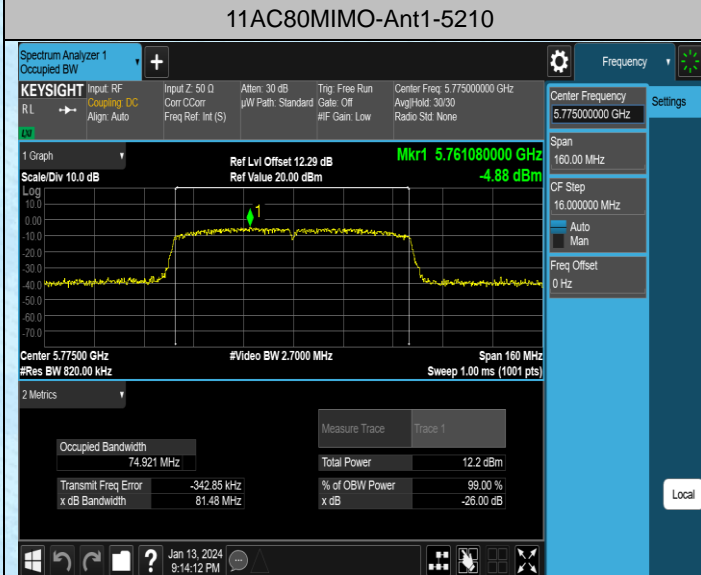 11AC80MIMO-Ant1-5210
Spectrum Analyzer 1
Occupied BW
Frequency
KEYSIGHT
RL
LXI
Input: RF
Coupling: DC
Align: Auto
Input Z: 50 Ω
Corr CCorr
Freq Ref: Int (S)
Atten: 30 dB
µW Path: Standard
Trig: Free Run
Gate: Off
#IF Gain: Low
Center Freq: 5.775000000 GHz
Avg|Hold: 30/30
Radio Std: None
Center Frequency
5.775000000 GHz
Settings
Span
160.00 MHz
CF Step
16.000000 MHz
Auto
Man
Freq Offset
0 Hz
1 Graph
Scale/Div 10.0 dB
Ref Lvl Offset 12.29 dB
Ref Value 20.00 dBm
Mkr1 5.761080000 GHz
-4.88 dBm
Log
10.0
0.00
-10.0
-20.0
-30.0
-40.0
-50.0
-60.0
-70.0
1
Center 5.77500 GHz
#Res BW 820.00 kHz
#Video BW 2.7000 MHz
Span 160 MHz
Sweep 1.00 ms (1001 pts)
2 Metrics
Measure Trace
Trace 1
Occupied Bandwidth
74.921 MHz
Total Power
12.2 dBm
Transmit Freq Error
-342.85 kHz
% of OBW Power
99.00 %
x dB Bandwidth
81.48 MHz
x dB
-26.00 dB
Local
?
Jan 13, 2024
9:14:12 PM